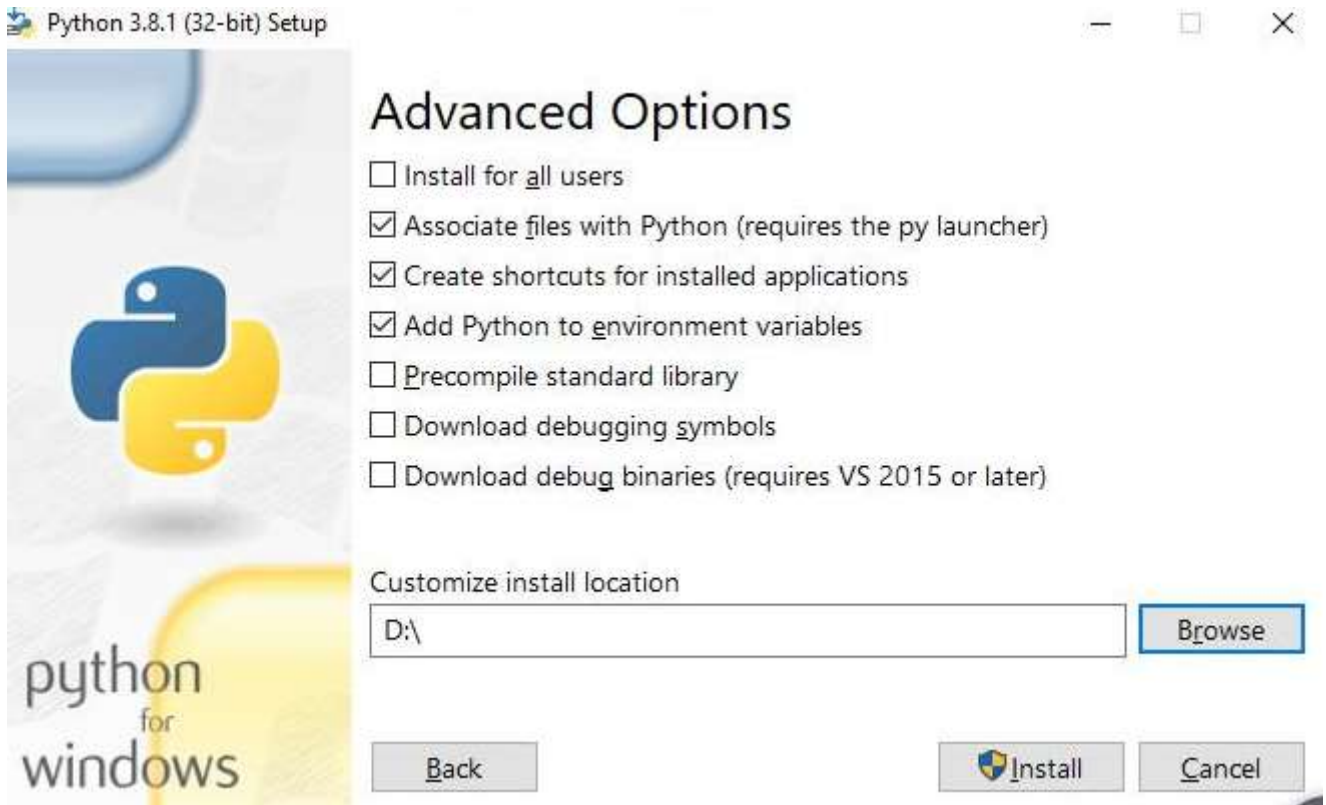 Python 3.8.1 (32-bit) Setup
Advanced Options
Install for all users
Associate files with Python (requires the py launcher)
Create shortcuts for installed applications
Add Python to environment variables
Precompile standard library
Download debugging symbols
Download debug binaries (requires VS 2015 or later)
Customize install location
D:\
Browse
python
for
windows
Back
Install
Cancel